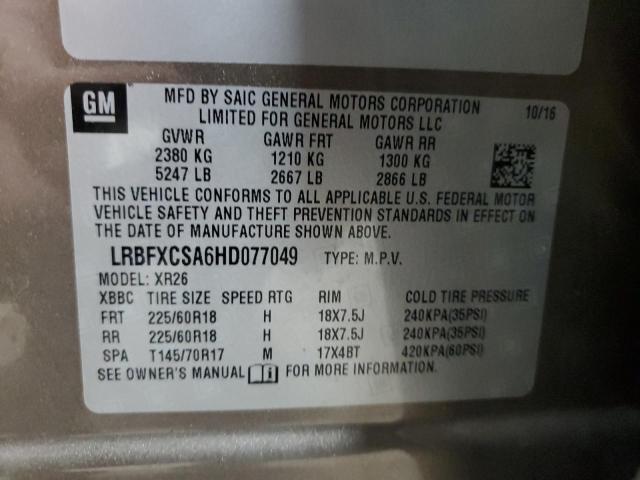 GM
MFD BY SAIC GENERAL MOTORS CORPORATION 10/16
LIMITED FOR GENERAL MOTORS LLC
GVWR GAWR FRT GAWR RR
2380 KG 1210 KG 1300 KG
5247 LB 2667 LB 2866 LB
THIS VEHICLE CONFORMS TO ALL APPLICABLE U.S. FEDERAL MOTOR
VEHICLE SAFETY AND THEFT PREVENTION STANDARDS IN EFFECT ON
THE DATE OF MANUFACTURE SHOWN ABOVE.
LRBFXCSA6HD077049 TYPE: M.P.V.
MODEL: XR26
XBBC TIRE SIZE SPEED RTG RIM COLD TIRE PRESSURE
FRT 225/60R18 H 18X7.5J 240KPA(35PSI)
RR 225/60R18 H 18X7.5J 240KPA(35PSI)
SPA T145/70R17 M 17X4BT 420KPA(60PSI)
SEE OWNER'S MANUAL FOR MORE INFORMATION.